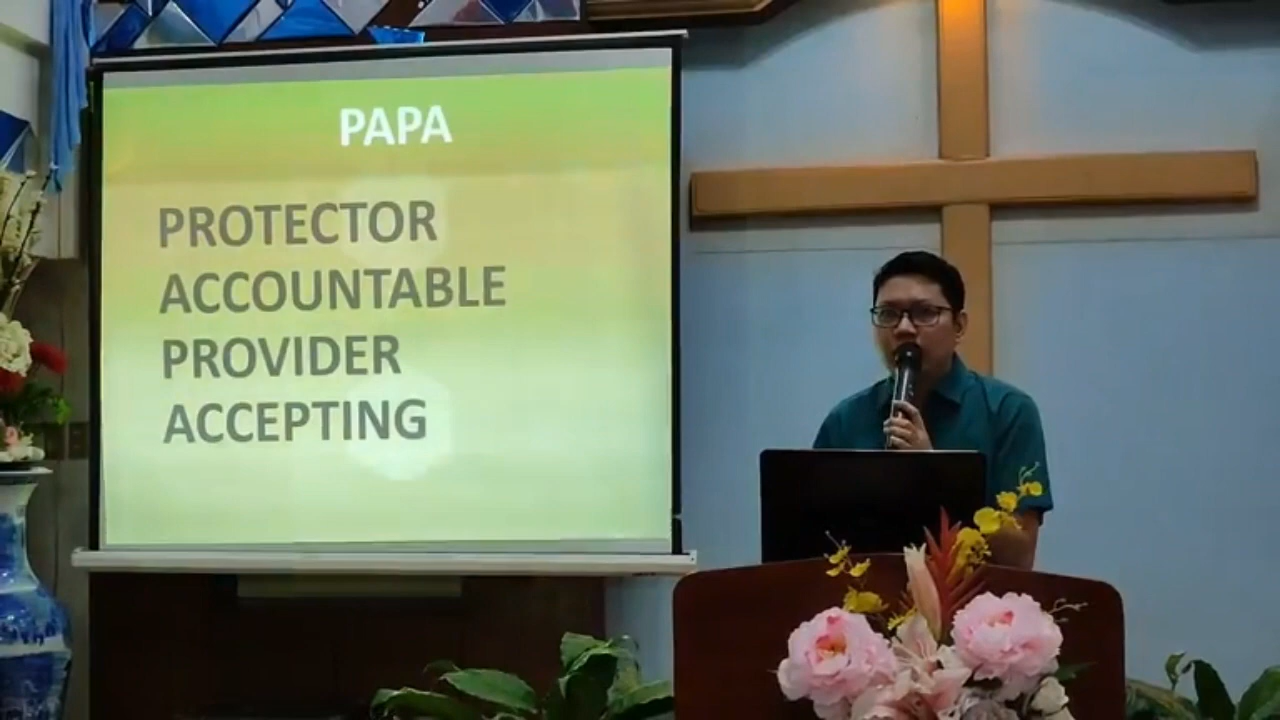 PAPA
PROTECTOR
ACCOUNTABLE
PROVIDER
ACCEPTING